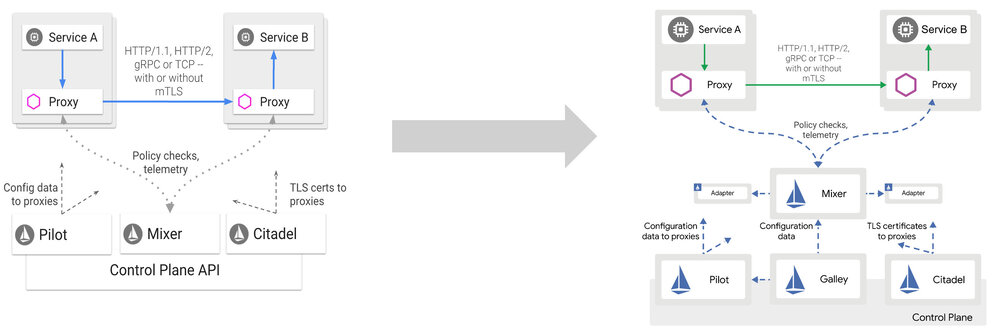 Service A
Service B
HTTP/1.1, HTTP/2,
gRPC or TCP --
with or without
mTLS
Proxy
Proxy
Policy checks,
telemetry
Config data
to proxies
TLS certs to
proxies
Pilot
Mixer
Citadel
Control Plane API
Service A
Service B
HTTP/1.1, HTTP/2,
gRPC or TCP --
with or without
mTLS
Proxy
Proxy
Policy checks,
telemetry
Adapter
Mixer
Adapter
Configuration
data to proxies
Configuration
data
TLS certificates
to proxies
Pilot
Galley
Citadel
Control Plane